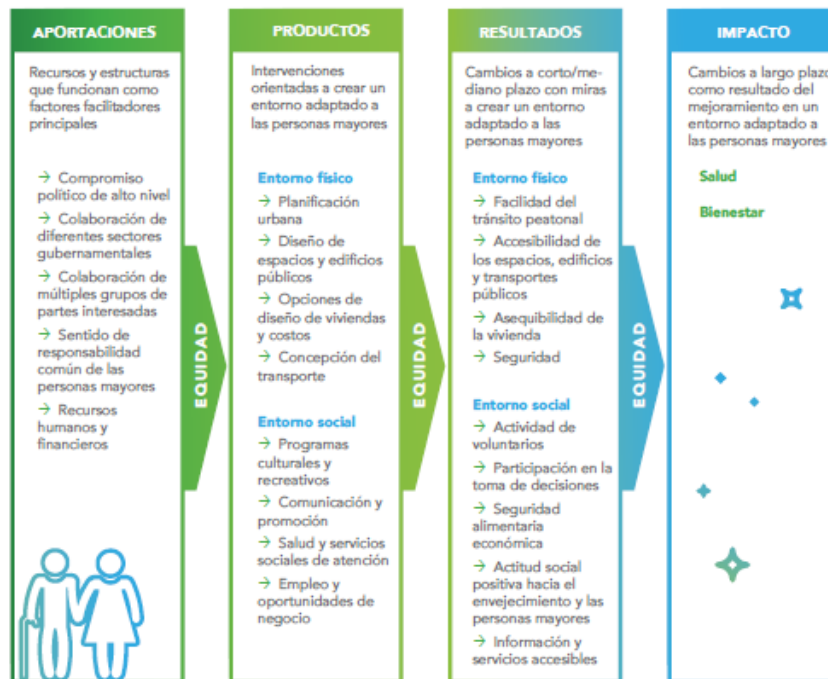 APORTACIONES
Recursos y estructuras
que funcionan como
factores facilitadores
principales
→ Compromiso
político de alto nivel
→ Colaboración de
diferentes sectores
gubernamentales
→ Colaboración de
múltiples grupos de
partes interesadas
→ Sentido de
responsabilidad
común de las
personas mayores
→ Recursos
humanos y
financieros
EQUIDAD
PRODUCTOS
Intervenciones
orientadas a crear un
entorno adaptado a
las personas mayores
Entorno físico
→ Planificación
urbana
→ Diseño de
espacios y edificios
públicos
→ Opciones de
diseño de viviendas
y costos
→ Concepción del
transporte
Entorno social
→ Programas
culturales y
recreativos
→ Comunicación y
promoción
→ Salud y servicios
sociales de atención
→ Empleo y
oportunidades de
negocio
EQUIDAD
RESULTADOS
Cambios a corto/me-
diano plazo con miras
a crear un entorno
adaptado a las
personas mayores
Entorno físico
→ Facilidad del
tránsito peatonal
→ Accesibilidad de
los espacios, edificios
y transportes
públicos
→ Asequibilidad de
la vivienda
→ Seguridad
Entorno social
→ Actividad de
voluntarios
→ Participación en la
toma de decisiones
→ Seguridad
alimentaria
económica
→ Actitud social
positiva hacia el
envejecimiento y las
personas mayores
→ Información y
servicios accesibles
EQUIDAD
IMPACTO
Cambios a largo plazo
como resultado del
mejoramiento en un
entorno adaptado a
las personas mayores
Salud
Bienestar